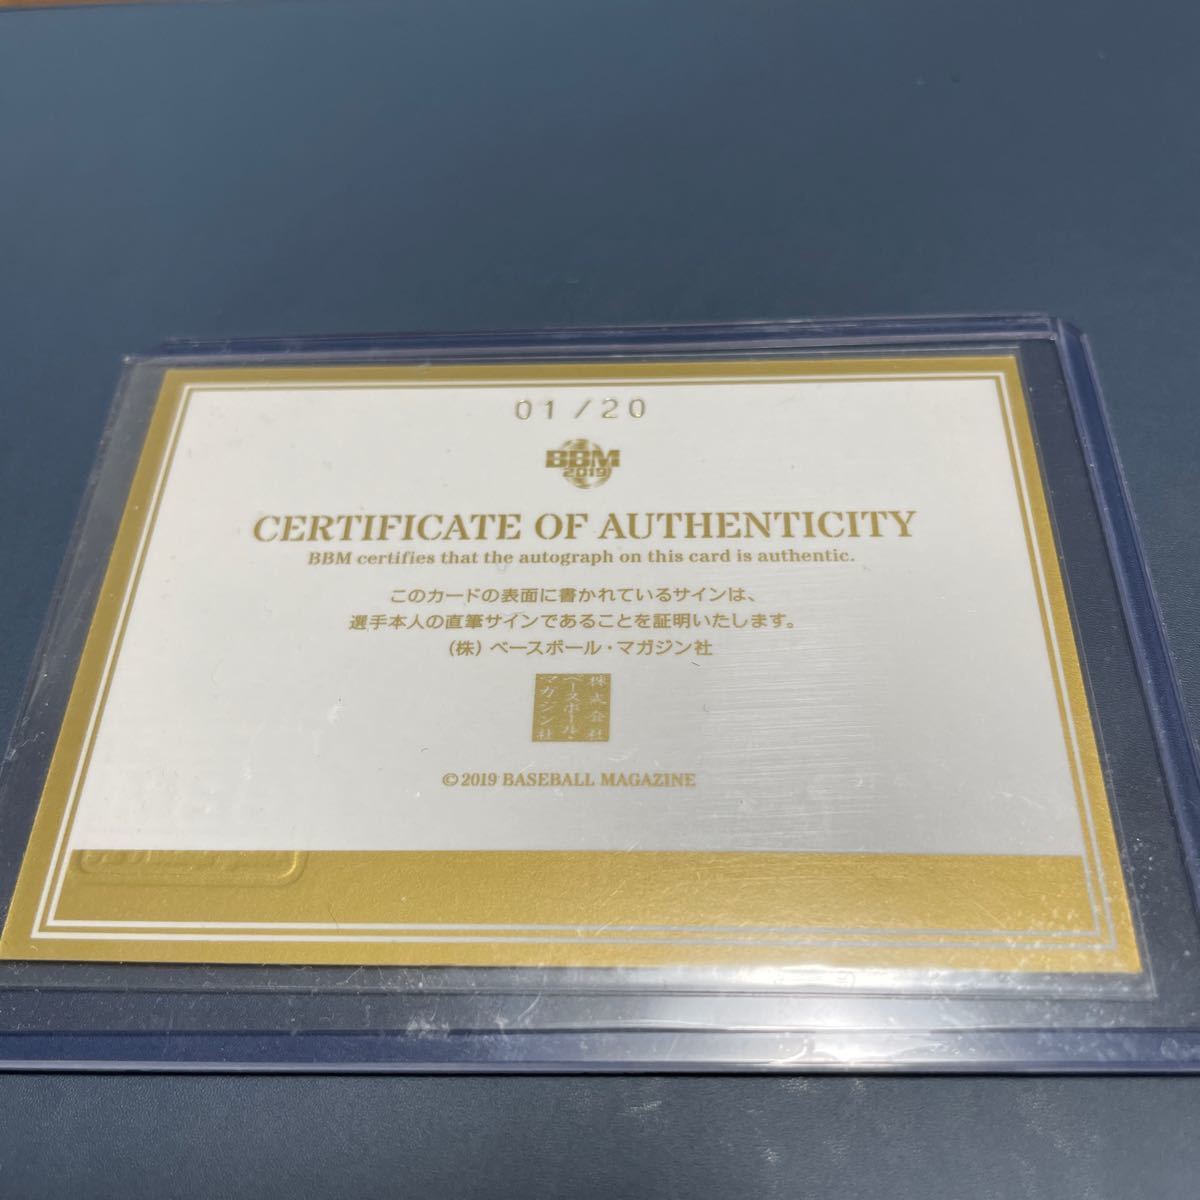 01/20
BBM
2019
CERTIFICATE OF AUTHENTICITY
BBM certifies that the autograph on this card is authentic.
このカードの表面に書かれているサインは、
選手本人の直筆サインであることを証明いたします。
(株)ベースボール・マガジン社
株式会社
ベースボール・
マガジン社
©2019 BASEBALL MAGAZINE